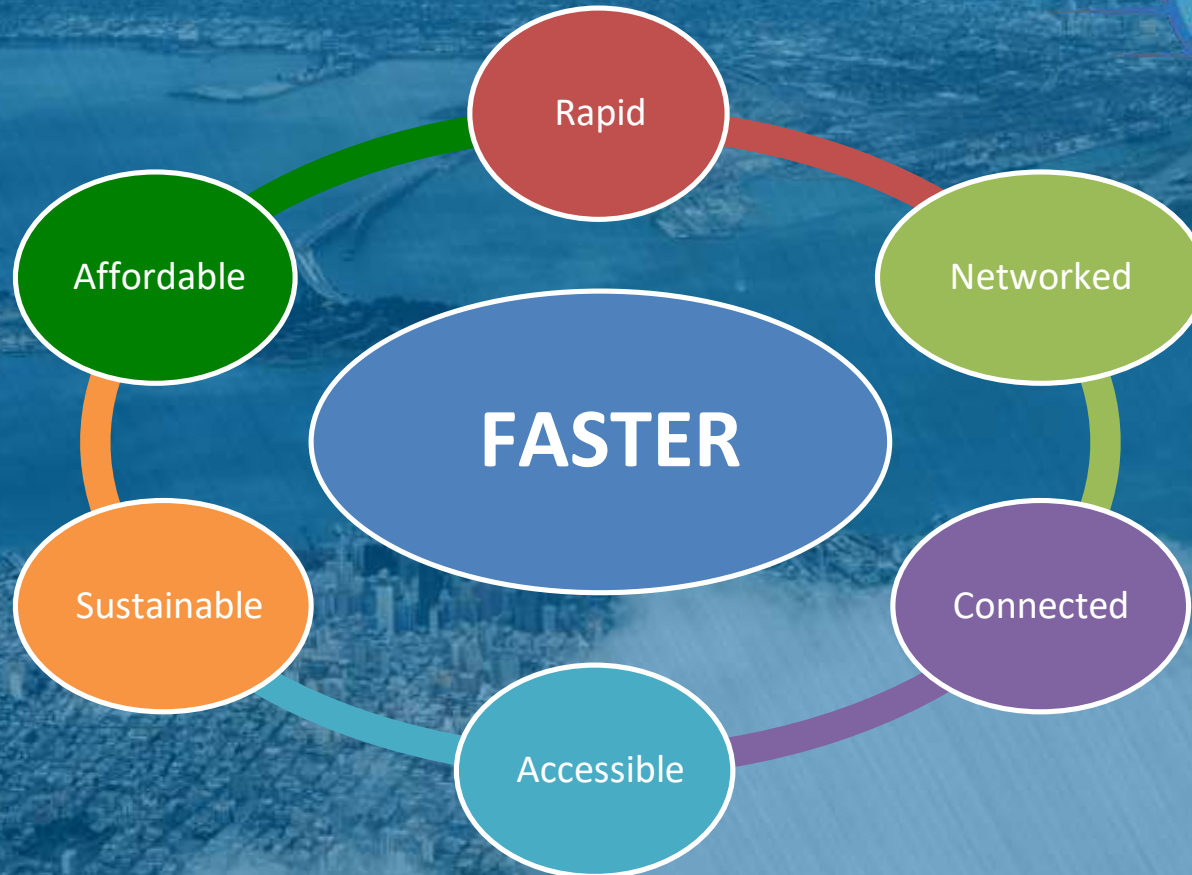 Rapid
Affordable
Networked
FASTER
Sustainable
Connected
Accessible